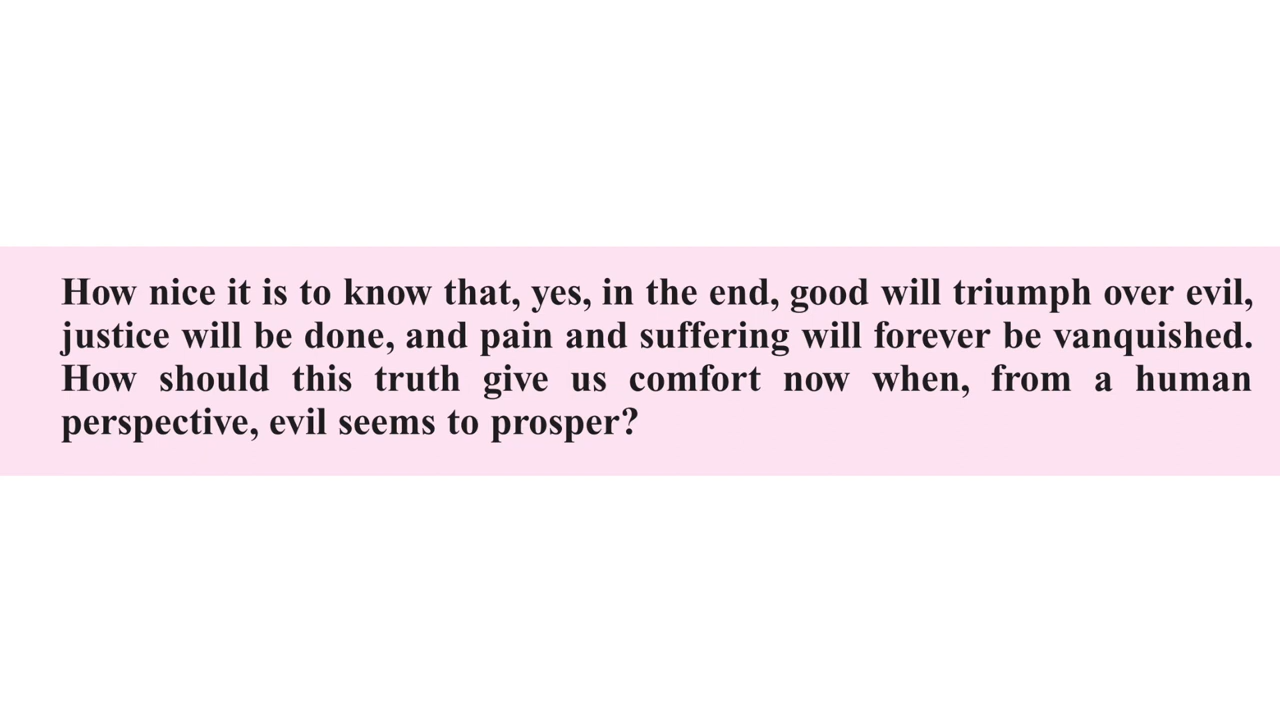 How nice it is to know that, yes, in the end, good will triumph over evil,
justice will be done, and pain and suffering will forever be vanquished.
How should this truth give us comfort now when, from a human
perspective, evil seems to prosper?